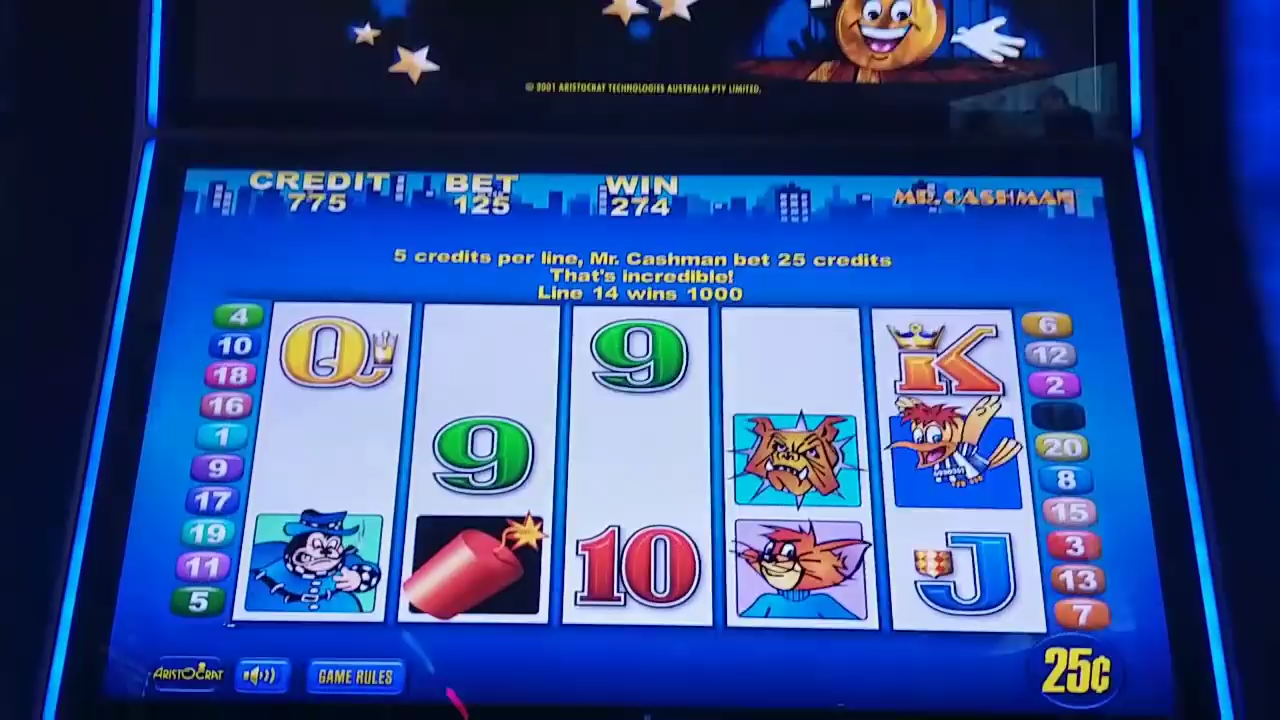 © 2001 ARISTOCRAT TECHNOLOGIES AUSTRALIA PTY LIMITED.
CREDIT BET WIN
775 125 274
MR. CASHMAN
5 credits per line, Mr. Cashman bet 25 credits
That's incredible!
Line 14 wins 1000
4 Q 9 K 6
10 12
18 2
16
1 9 20
9 8
17 15
19 3
11 10 J 13
5 7
ARISTOCRAT GAME RULES 25¢